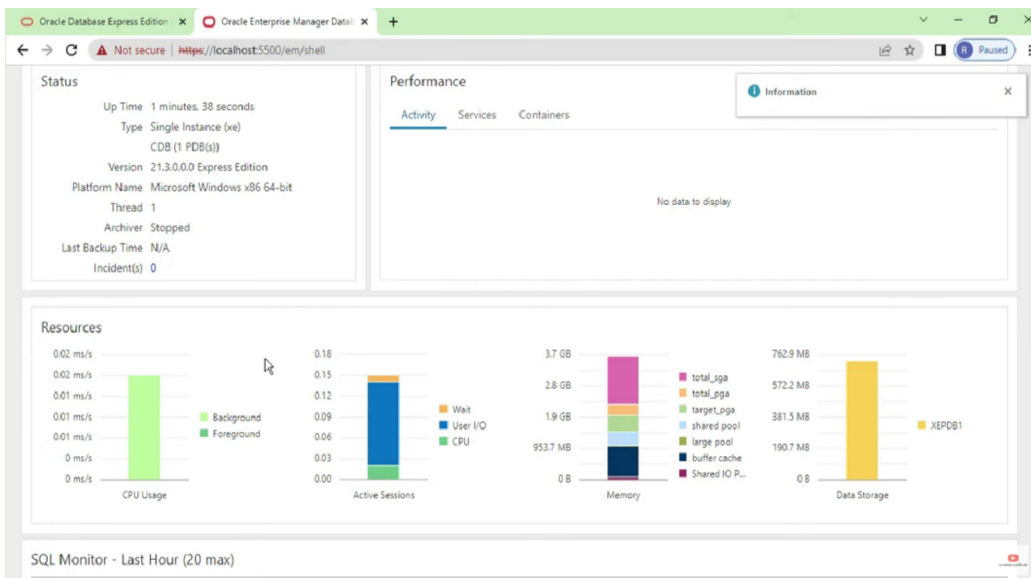 Oracle Database Express Edition
Oracle Enterprise Manager Datab
Not secure | https://localhost:5500/em/shell
R Paused
Status
Up Time 1 minutes, 38 seconds
Type Single Instance (xe)
CDB (1 PDB(s))
Version 21.3.0.0.0 Express Edition
Platform Name Microsoft Windows x86 64-bit
Thread 1
Archiver Stopped
Last Backup Time N/A
Incident(s) 0
Performance
Activity Services Containers
No data to display
Information
Resources
0.02 ms/s
0.02 ms/s
0.01 ms/s
0.01 ms/s
0.01 ms/s
0 ms/s
0 ms/s
CPU Usage
Background
Foreground
0.18
0.15
0.12
0.09
0.06
0.03
0.00
Active Sessions
Wait
User I/O
CPU
3.7 GB
2.8 GB
1.9 GB
953.7 MB
0 B
Memory
total_sga
total_pga
target_pga
shared pool
large pool
buffer cache
Shared IO P...
762.9 MB
572.2 MB
381.5 MB
190.7 MB
0 B
Data Storage
XEPDB1
SQL Monitor - Last Hour (20 max)